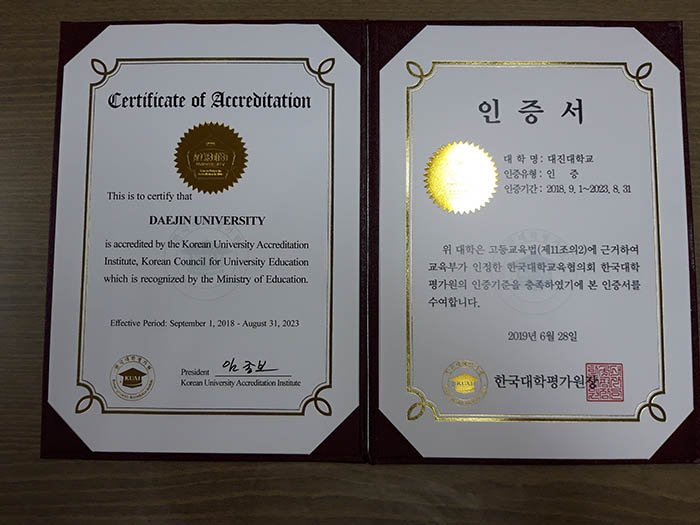 Certificate of Accreditation
This is to certify that
DAEJIN UNIVERSITY
is accredited by the Korean University Accreditation
Institute, Korean Council for University Education
which is recognized by the Ministry of Education.
Effective Period: September 1, 2018 - August 31, 2023
President
Korean University Accreditation Institute
KUAI
인 증 서
대 학 명 : 대진대학교
인증유형 : 인 증
인증기간 : 2018. 9. 1~2023. 8. 31
위 대학은 고등교육법(제11조의2)에 근거하여
교육부가 인정한 한국대학교육협의회 한국대학
평가원의 인증기준을 충족하였기에 본 인증서를
수여합니다.
2019년 6월 28일
KUAI
한국대학평가원장